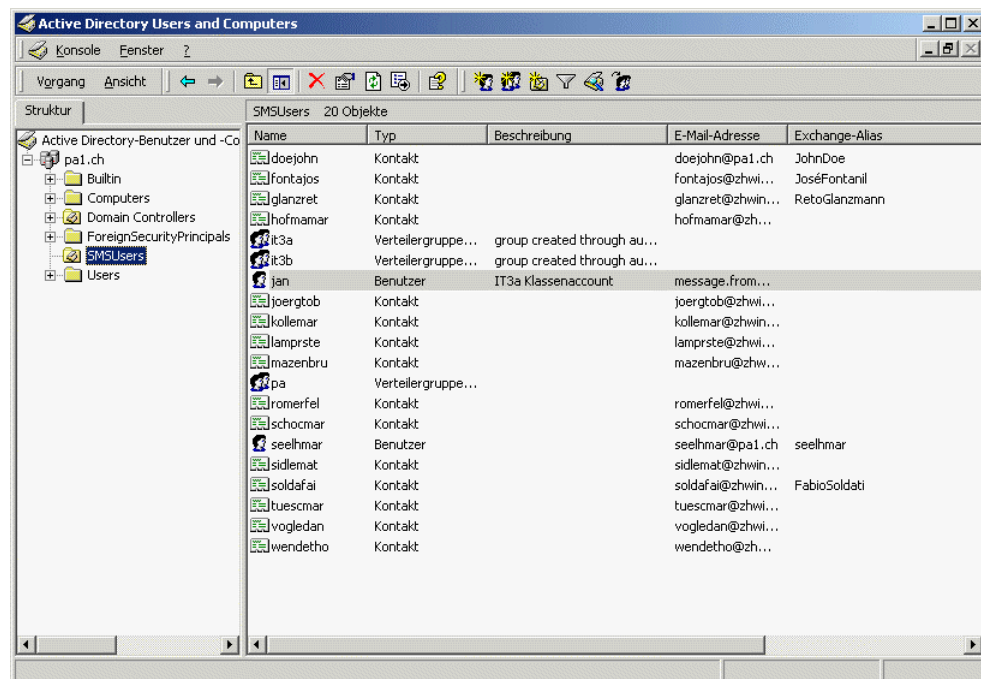 Active Directory Users and Computers
Konsole Fenster ?
Vorgang Ansicht
Struktur
SMSUsers 20 Objekte
Active Directory-Benutzer und -Co
pa1.ch
Builtin
Computers
Domain Controllers
ForeignSecurityPrincipals
SMSUsers
Users
Name Typ Beschreibung E-Mail-Adresse Exchange-Alias
doejohn Kontakt doejohn@pa1.ch JohnDoe
fontajos Kontakt fontajos@zhwi... JoséFontanil
glanzret Kontakt glanzret@zhwin... RetoGlanzmann
hofmamar Kontakt hofmamar@zh...
it3a Verteilergruppe... group created through au...
it3b Verteilergruppe... group created through au...
jan Benutzer IT3a Klassenaccount message.from...
joergtob Kontakt joergtob@zhwi...
kollemar Kontakt kollemar@zhwin...
lamprste Kontakt lamprste@zhwi...
mazenbru Kontakt mazenbru@zhw...
pa Verteilergruppe...
romerfel Kontakt romerfel@zhwi...
schocmar Kontakt schocmar@zhwi...
seelhmar Benutzer seelhmar@pa1.ch seelhmar
sidlemat Kontakt sidlemat@zhwin...
soldafai Kontakt soldafai@zhwin... FabioSoldati
tuescmar Kontakt tuescmar@zhwi...
vogledan Kontakt vogledan@zhwi...
wendetho Kontakt wendetho@zh...